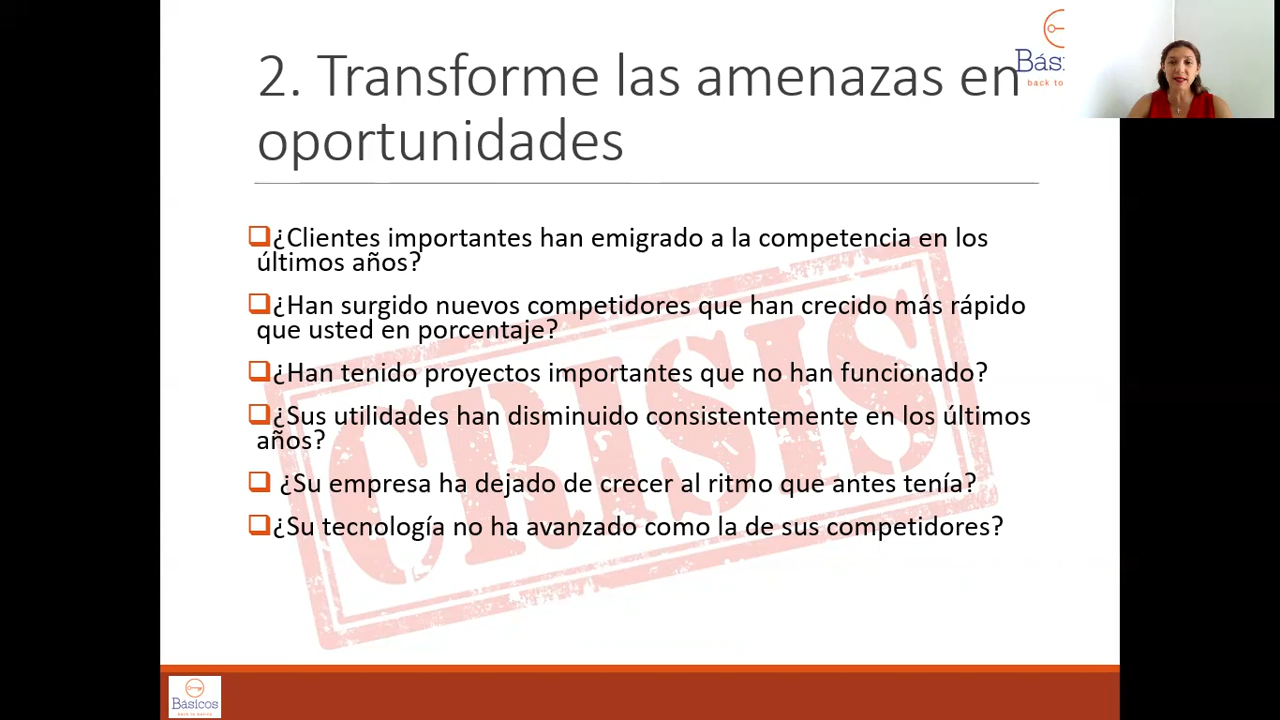 2. Transforme las amenazas en
oportunidades
Bás
back to
¿Clientes importantes han emigrado a la competencia en los
últimos años?
¿Han surgido nuevos competidores que han crecido más rápido
que usted en porcentaje?
¿Han tenido proyectos importantes que no han funcionado?
¿Sus utilidades han disminuido consistentemente en los últimos
años?
¿Su empresa ha dejado de crecer al ritmo que antes tenía?
¿Su tecnología no ha avanzado como la de sus competidores?
CRISIS
Básicos
back to basics